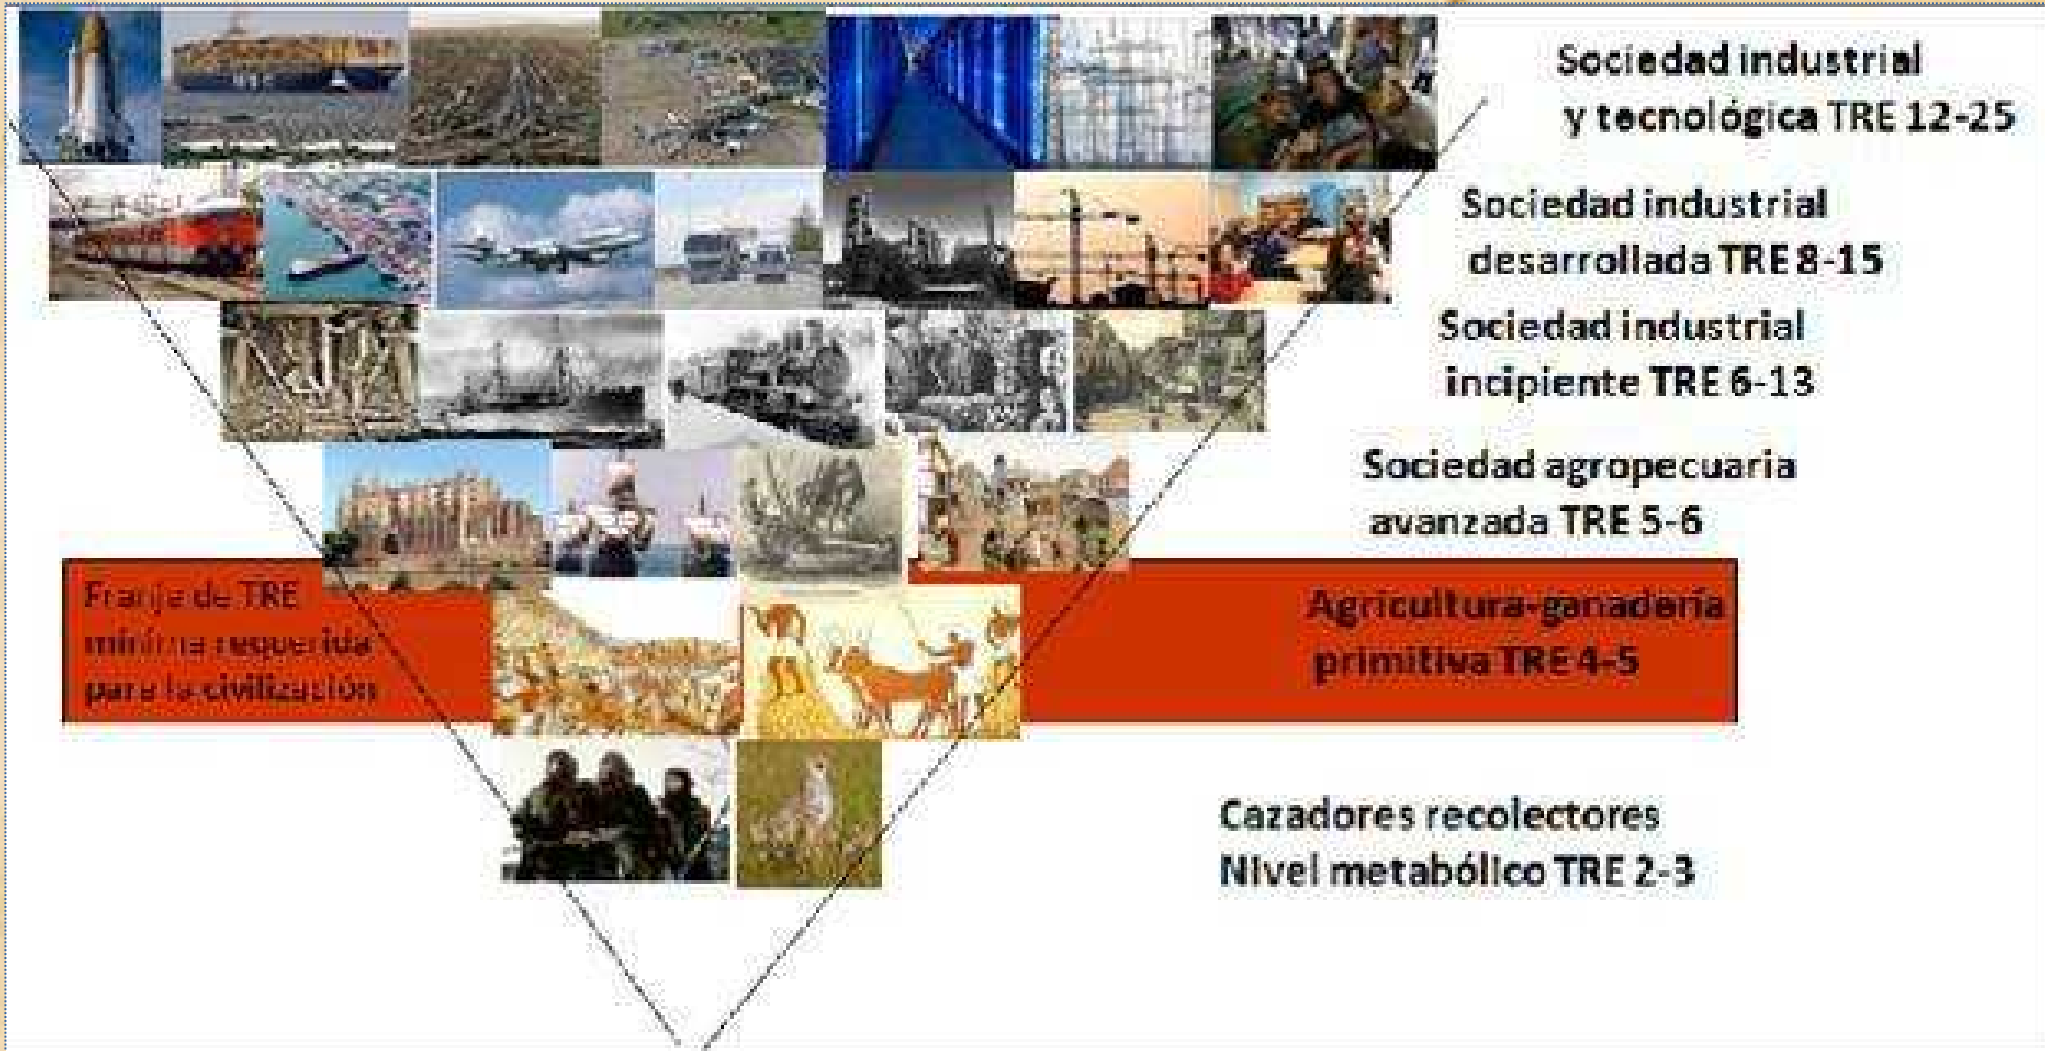 Sociedad industrial
y tecnológica TRE 12-25
Sociedad industrial
desarrollada TRE 8-15
Sociedad industrial
incipiente TRE 6-13
Sociedad agropecuaria
avanzada TRE 5-6
Franja de TRE
mínima requerida
para la civilización
Agricultura-ganadería
primitiva TRE 4-5
Cazadores recolectores
Nivel metabólico TRE 2-3